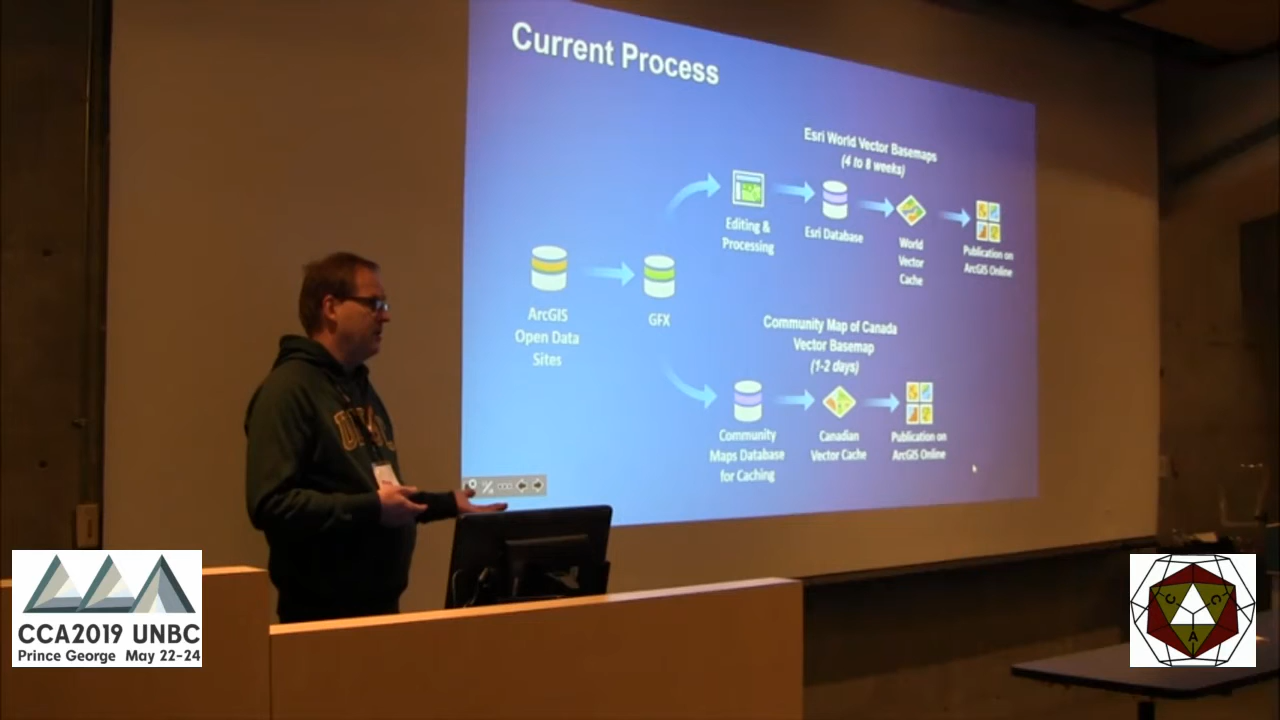 Current Process
Esri World Vector Basemaps
(4 to 8 weeks)
Editing &
Processing
Esri Database
World
Vector
Cache
Publication on
ArcGIS Online
ArcGIS
Open Data
Sites
GFX
Community Map of Canada
Vector Basemap
(1-2 days)
Community
Maps Database
for Caching
Canadian
Vector Cache
Publication on
ArcGIS Online
CCA2019 UNBC
Prince George May 22-24
C
C
A